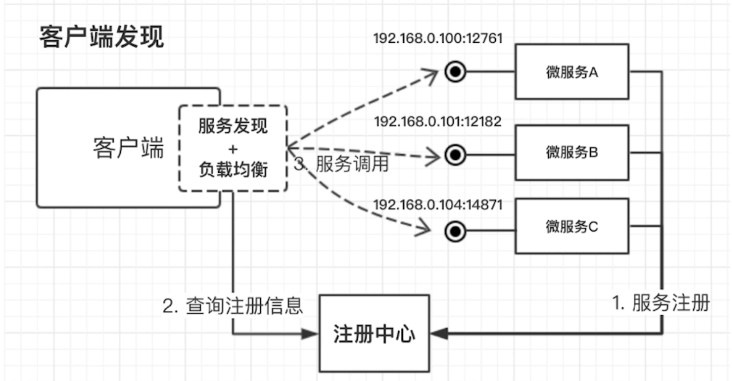 客户端发现
192.168.0.100:12761
微服务A
客户端
服务发现
+
负载均衡
192.168.0.101:12182
微服务B
3. 服务调用
192.168.0.104:14871
微服务C
2. 查询注册信息
1. 服务注册
注册中心